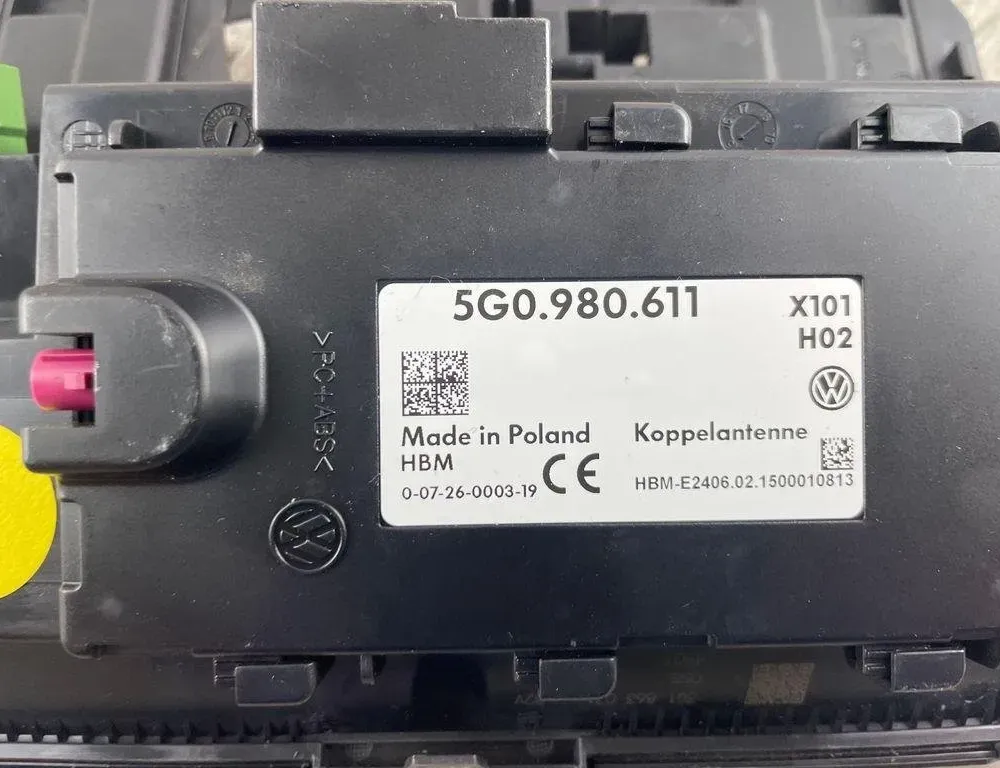 5G0.980.611
X101
H02
Made in Poland
HBM
0-07-26-0003-19
CE
Koppelantenne
HBM-E2406.02.1500010813
>PC+ABS<